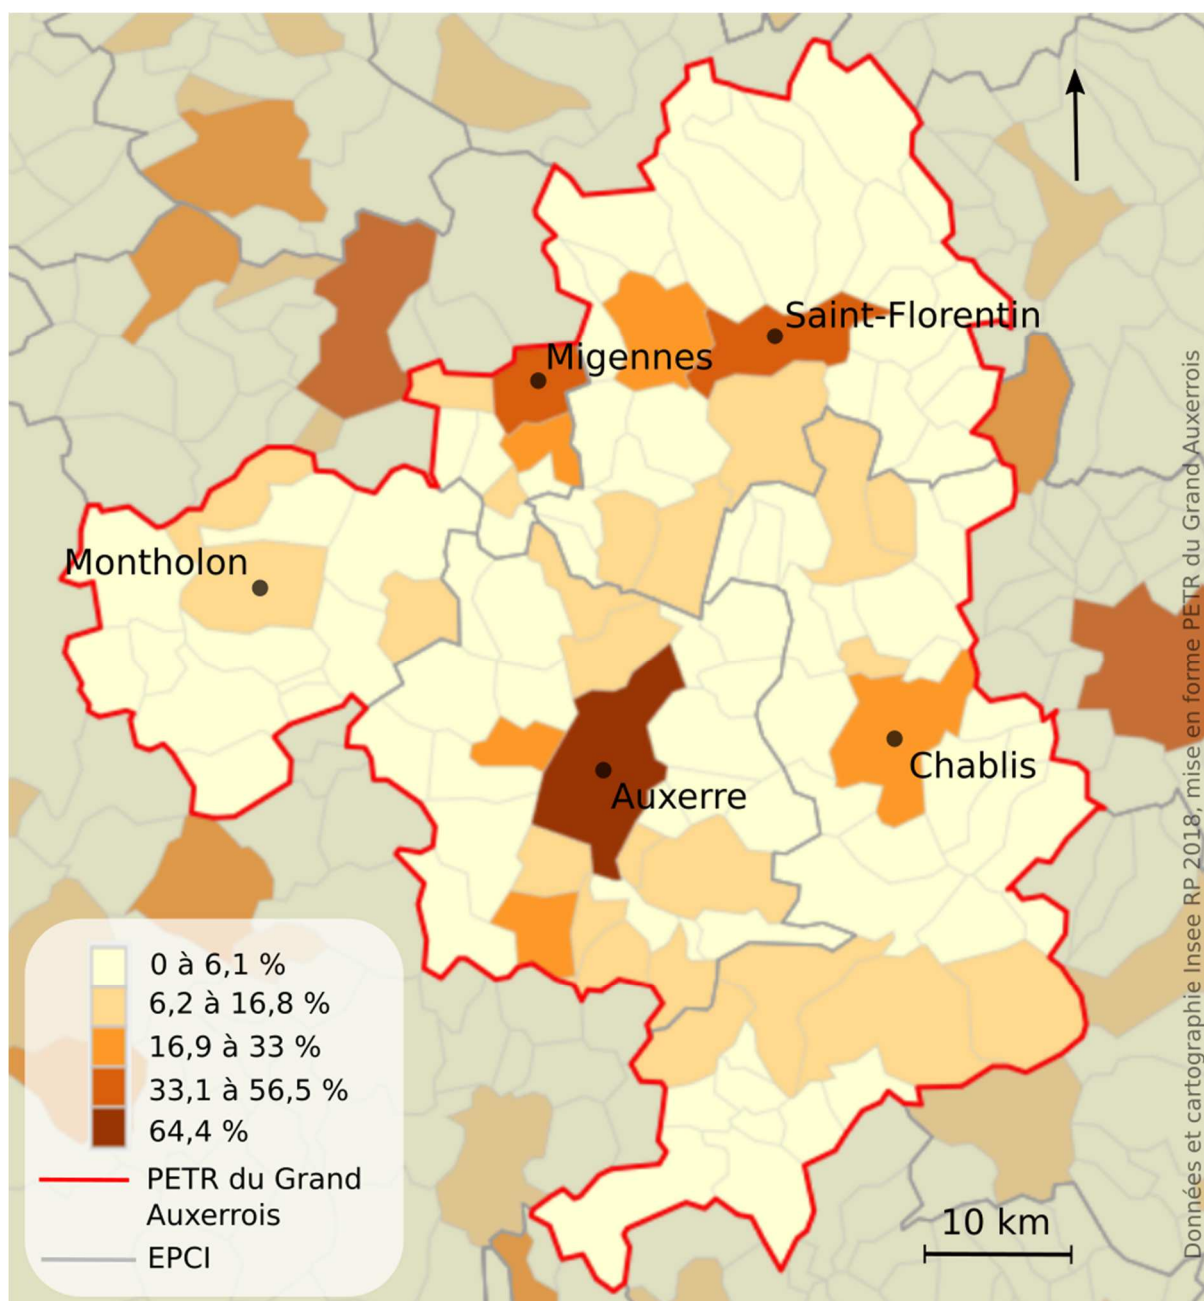 Saint-Florentin
Migennes
Montholon
Chablis
Auxerre
0 à 6,1 %
6,2 à 16,8 %
16,9 à 33 %
33,1 à 56,5 %
64,4 %
PETR du Grand
Auxerrois
EPCI
10 km
Données et cartographie Insee RP 2018, mise en forme PETR du Grand Auxerrois